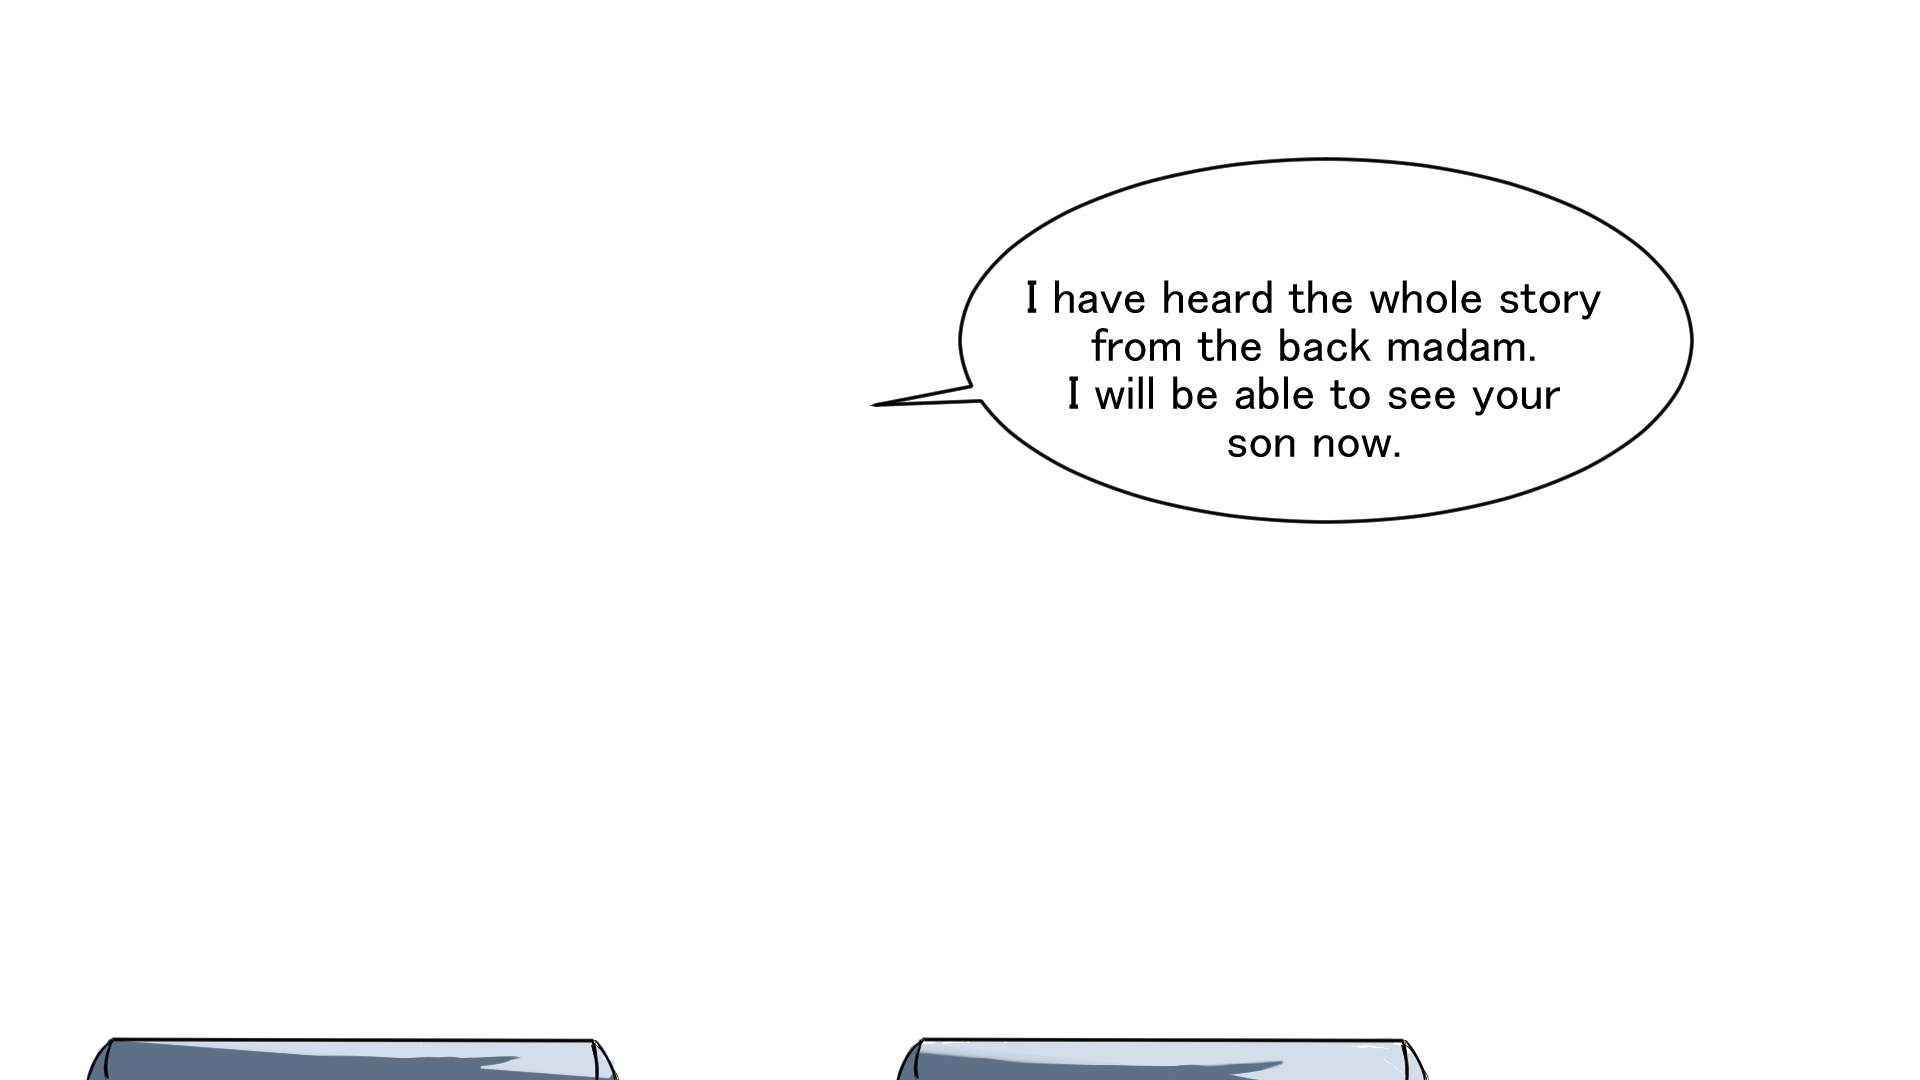 I have heard the whole story
from the back madam.
I will be able to see your
son now.